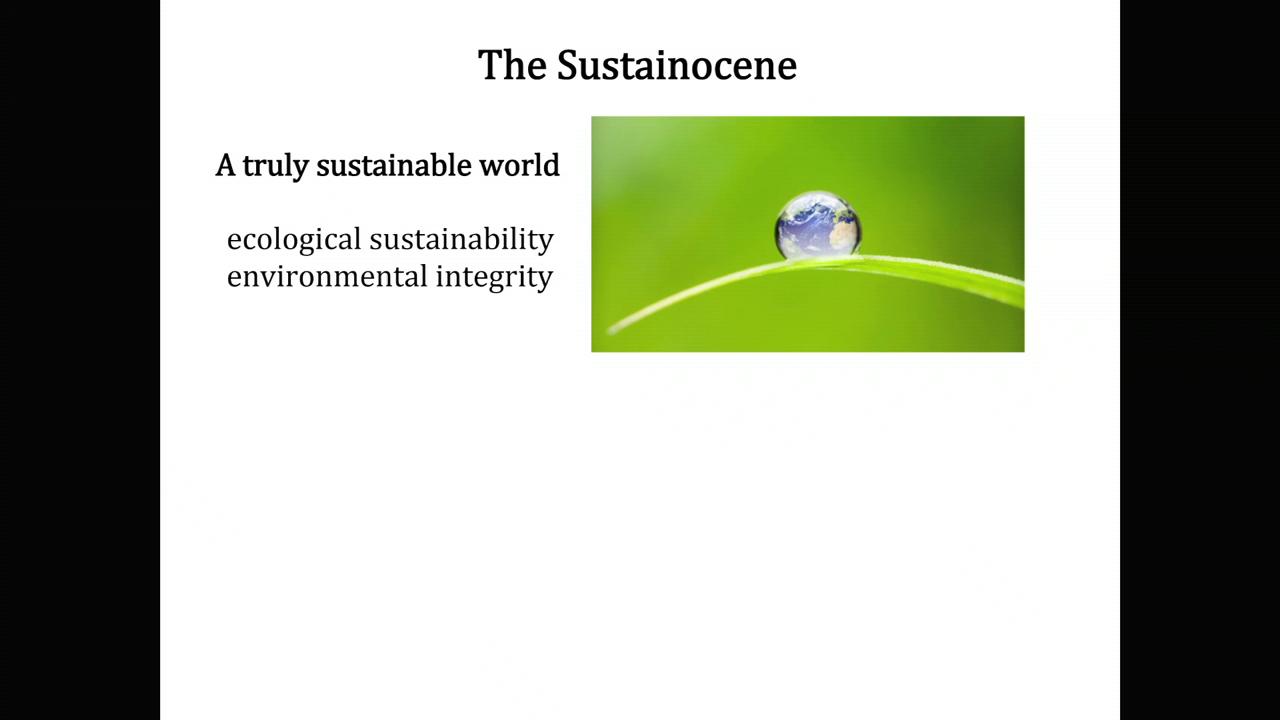 The Sustainocene
A truly sustainable world
ecological sustainability
environmental integrity